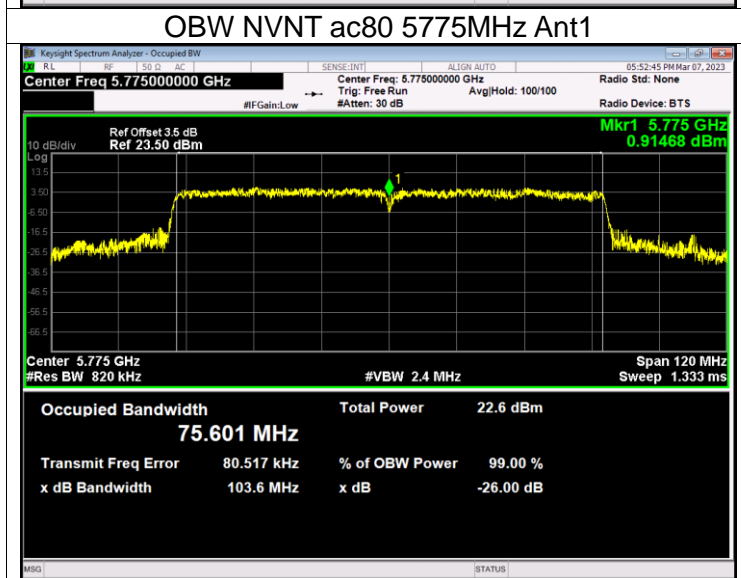 OBW NVNT ac80 5775MHz Ant1
Keysight Spectrum Analyzer - Occupied BW
RL RF 50 Ω AC SENSE:INT ALIGN AUTO 05:52:45 PM Mar 07, 2023
Center Freq 5.775000000 GHz Center Freq: 5.775000000 GHz Radio Std: None
Trig: Free Run Avg|Hold: 100/100
#IFGain:Low #Atten: 30 dB Radio Device: BTS
Mkr1 5.775 GHz
0.91468 dBm
Ref Offset 3.5 dB
10 dB/div Ref 23.50 dBm
Log
13.5
1
3.50
-6.50
-16.5
-26.5
-36.5
-46.5
-56.5
-66.5
Center 5.775 GHz Span 120 MHz
#Res BW 820 kHz #VBW 2.4 MHz Sweep 1.333 ms
Occupied Bandwidth Total Power 22.6 dBm
75.601 MHz
Transmit Freq Error 80.517 kHz % of OBW Power 99.00 %
x dB Bandwidth 103.6 MHz x dB -26.00 dB
MSG STATUS